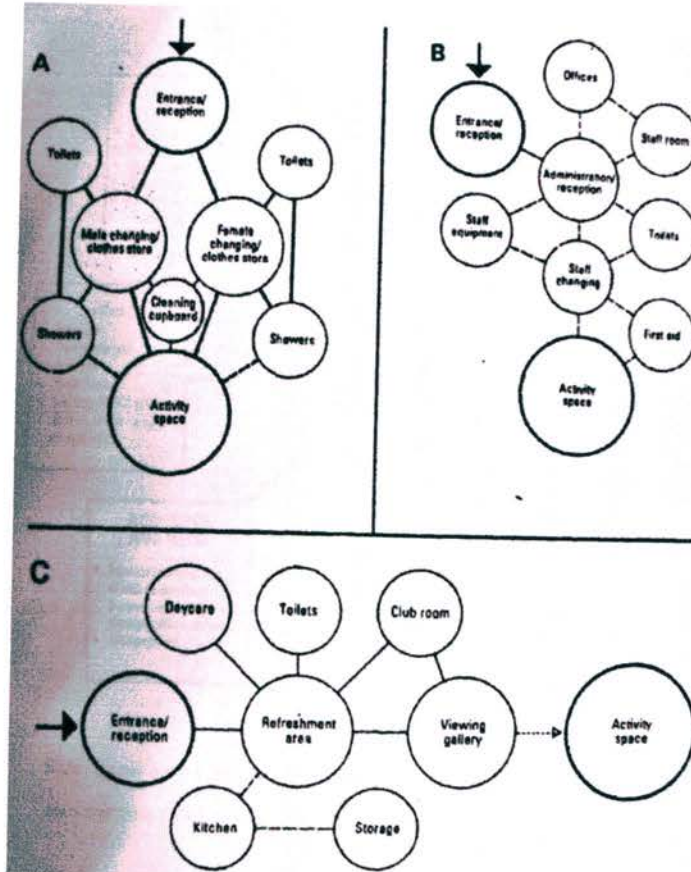 A
Entrance/
reception
Toilets
Toilets
Male changing/
clothes store
Female
changing/
clothes store
Cleaning
cupboard
Showers
Showers
Activity
space
B
Offices
Entrance/
reception
Staff room
Administration/
reception
Staff
equipment
Toilets
Staff
changing
First aid
Activity
space
C
Daycare
Toilets
Club room
Entrance/
reception
Refreshment
area
Viewing
gallery
Activity
space
Kitchen
Storage